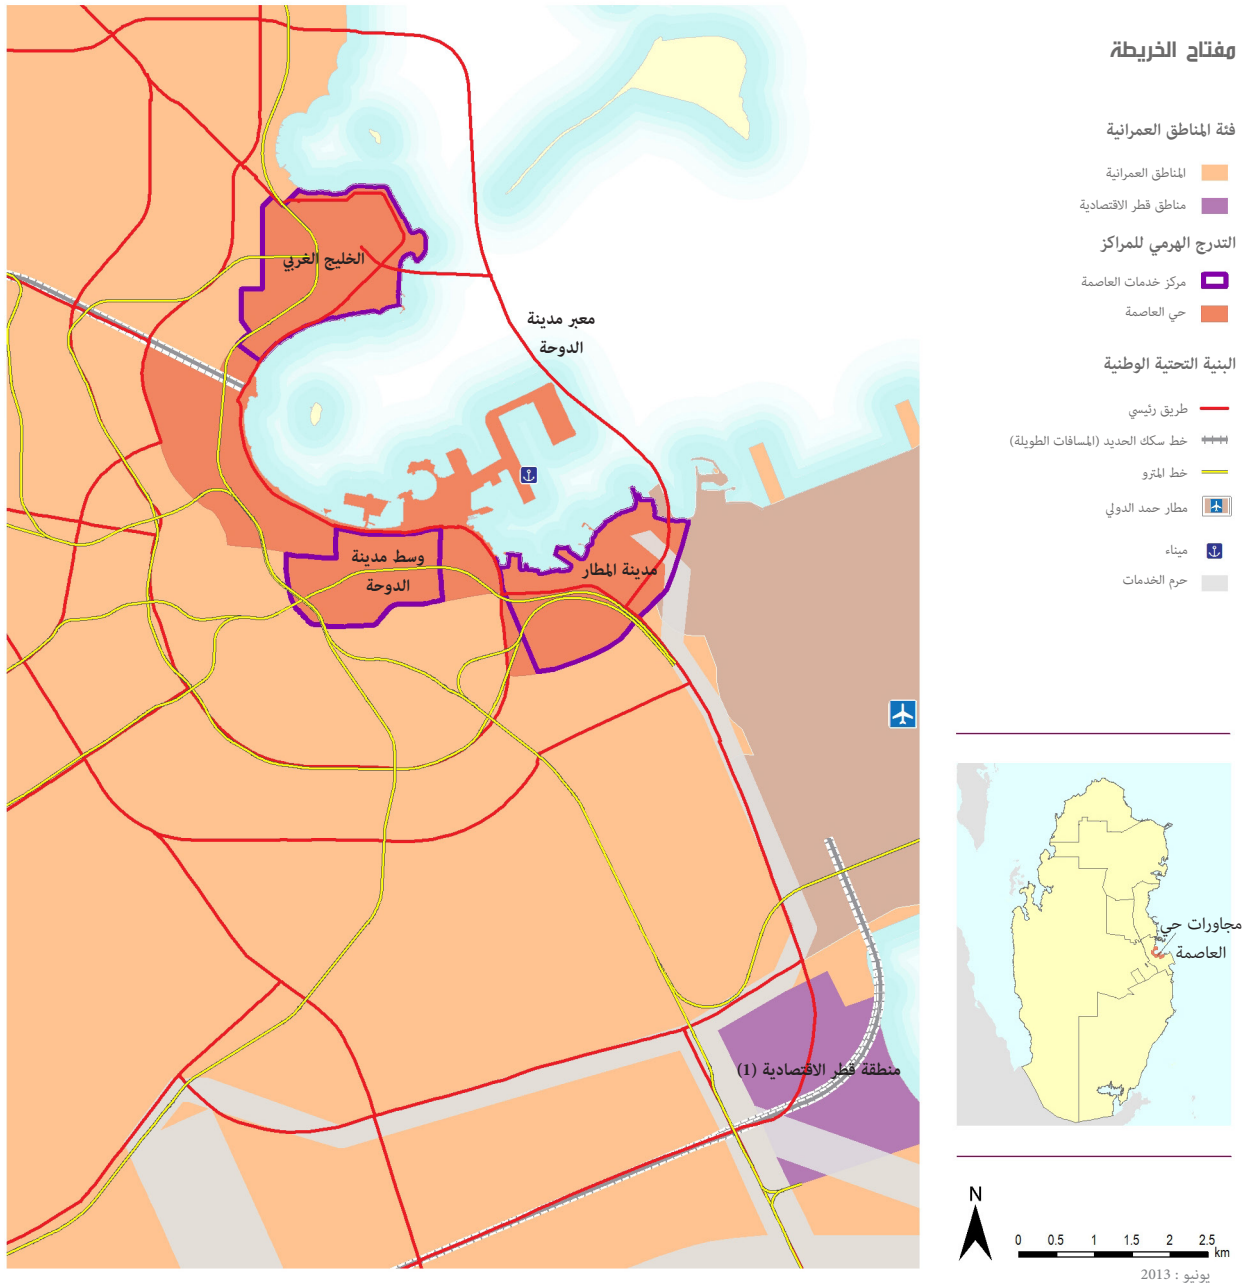 مفتاح الخريطة
فئة المناطق العمرانية
المناطق العمرانية
مناطق قطر الاقتصادية
التدرج الهرمي للمراكز
مركز خدمات العاصمة
حي العاصمة
البنية التحتية الوطنية
طريق رئيسي
خط سكك الحديد (المسافات الطويلة)
خط المترو
مطار حمد الدولي
ميناء
حرم الخدمات
الخليج الغربي
معبر مدينة
الدوحة
وسط مدينة
الدوحة
مدينة المطار
منطقة قطر الاقتصادية (1)
مجاورات حي
العاصمة
N
0 0.5 1 1.5 2 2.5
km
يونيو : 2013